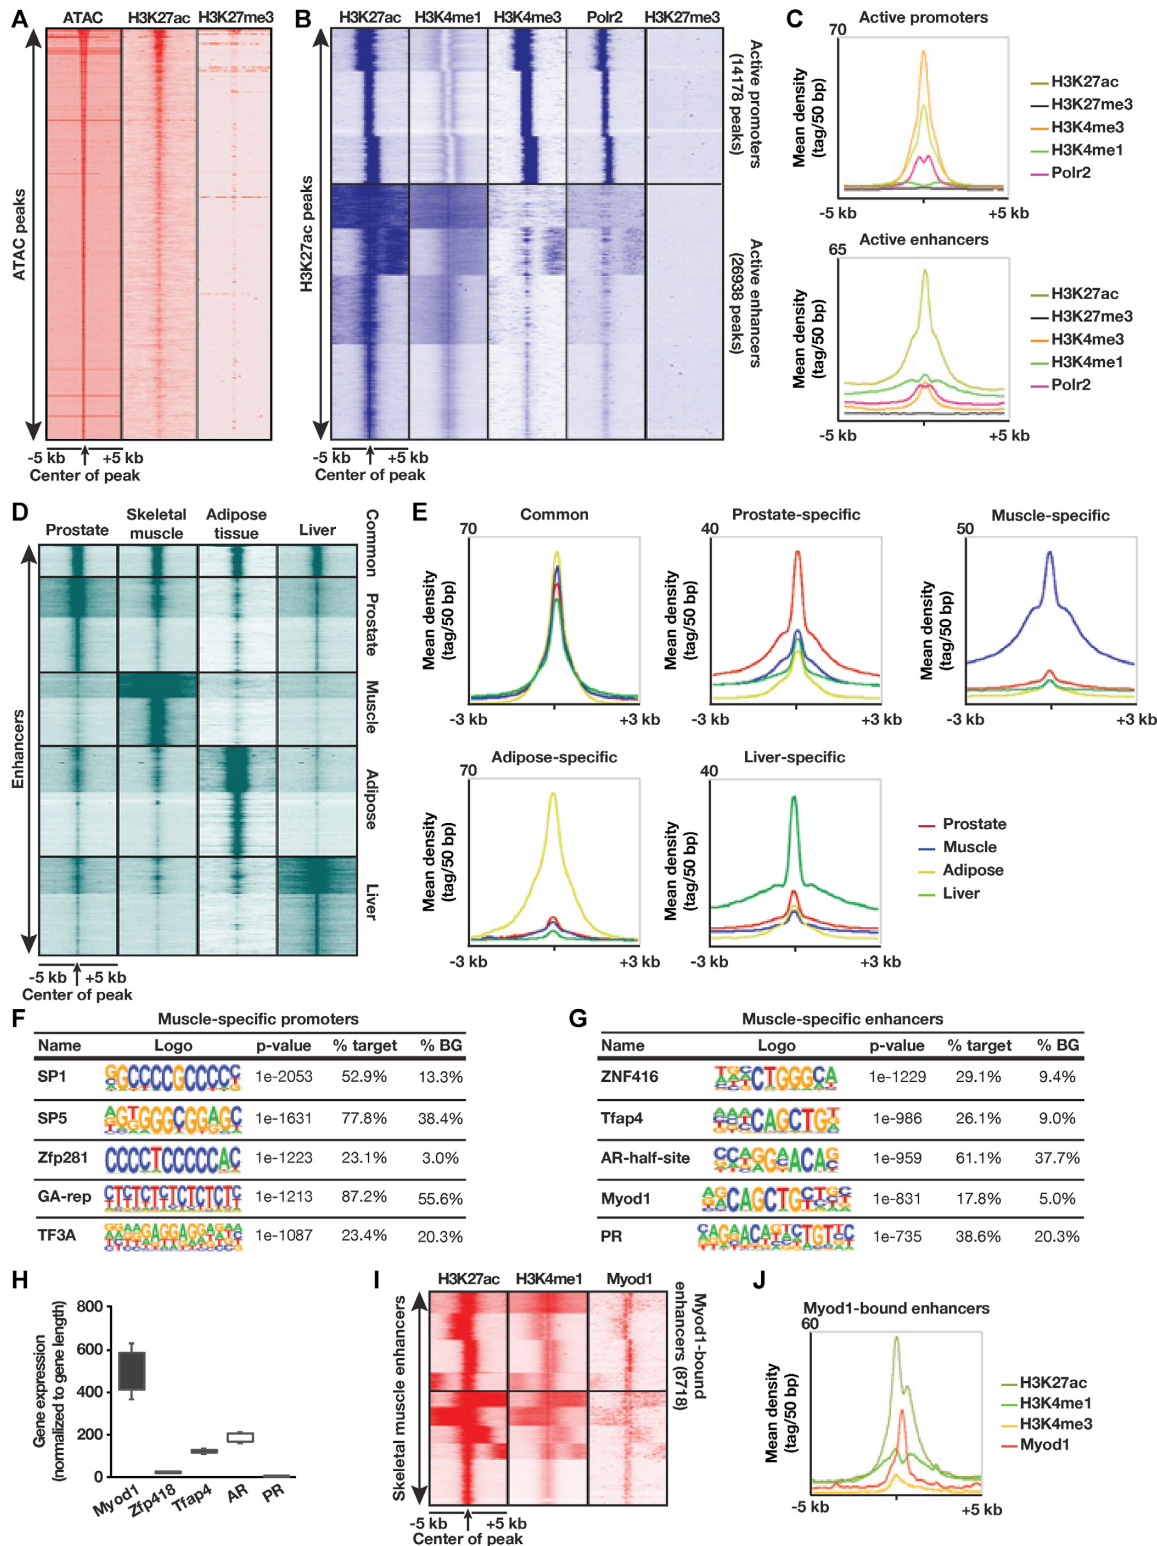 A
ATAC H3K27ac H3K27me3
ATAC peaks
-5 kb +5 kb
Center of peak
B
H3K27ac H3K4me1 H3K4me3 Polr2 H3K27me3
H3K27ac peaks
Active promoters
(14178 peaks)
Active enhancers
(26938 peaks)
-5 kb +5 kb
Center of peak
C
Active promoters
70
Mean density
(tag/50 bp)
H3K27ac
H3K27me3
H3K4me3
H3K4me1
Polr2
-5 kb +5 kb
Active enhancers
65
Mean density
(tag/50 bp)
H3K27ac
H3K27me3
H3K4me3
H3K4me1
Polr2
-5 kb +5 kb
D
Prostate Skeletal muscle Adipose tissue Liver
Enhancers
Common
Prostate
Muscle
Adipose
Liver
-5 kb +5 kb
Center of peak
E
Common
70
Mean density
(tag/50 bp)
-3 kb +3 kb
Prostate-specific
40
Mean density
(tag/50 bp)
-3 kb +3 kb
Muscle-specific
50
Mean density
(tag/50 bp)
-3 kb +3 kb
Adipose-specific
70
Mean density
(tag/50 bp)
-3 kb +3 kb
Liver-specific
40
Mean density
(tag/50 bp)
-3 kb +3 kb
Prostate
Muscle
Adipose
Liver
F
Muscle-specific promoters
Name Logo p-value % target % BG
SP1 GGCCCCGCCCCC 1e-2053 52.9% 13.3%
SP5 AGTGGGCGGAGC 1e-1631 77.8% 38.4%
Zfp281 CCCCTCCCCCAC 1e-1223 23.1% 3.0%
GA-rep CTCTCTCTCTCTCTC 1e-1213 87.2% 55.6%
TF3A 1e-1087 23.4% 20.3%
G
Muscle-specific enhancers
Name Logo p-value % target % BG
ZNF416 CTGGGCA 1e-1229 29.1% 9.4%
Tfap4 CAGCTG 1e-986 26.1% 9.0%
AR-half-site CCAGGAACAG 1e-959 61.1% 37.7%
Myod1 CAGCTG 1e-831 17.8% 5.0%
PR 1e-735 38.6% 20.3%
H
Gene expression
(normalized to gene length)
800
600
400
200
0
Myod1 Zfp418 Tfap4 AR PR
I
H3K27ac H3K4me1 Myod1
Skeletal muscle enhancers
Myod1-bound
enhancers (8718)
-5 kb +5 kb
Center of peak
J
Myod1-bound enhancers
60
Mean density
(tag/50 bp)
H3K27ac
H3K4me1
H3K4me3
Myod1
-5 kb +5 kb